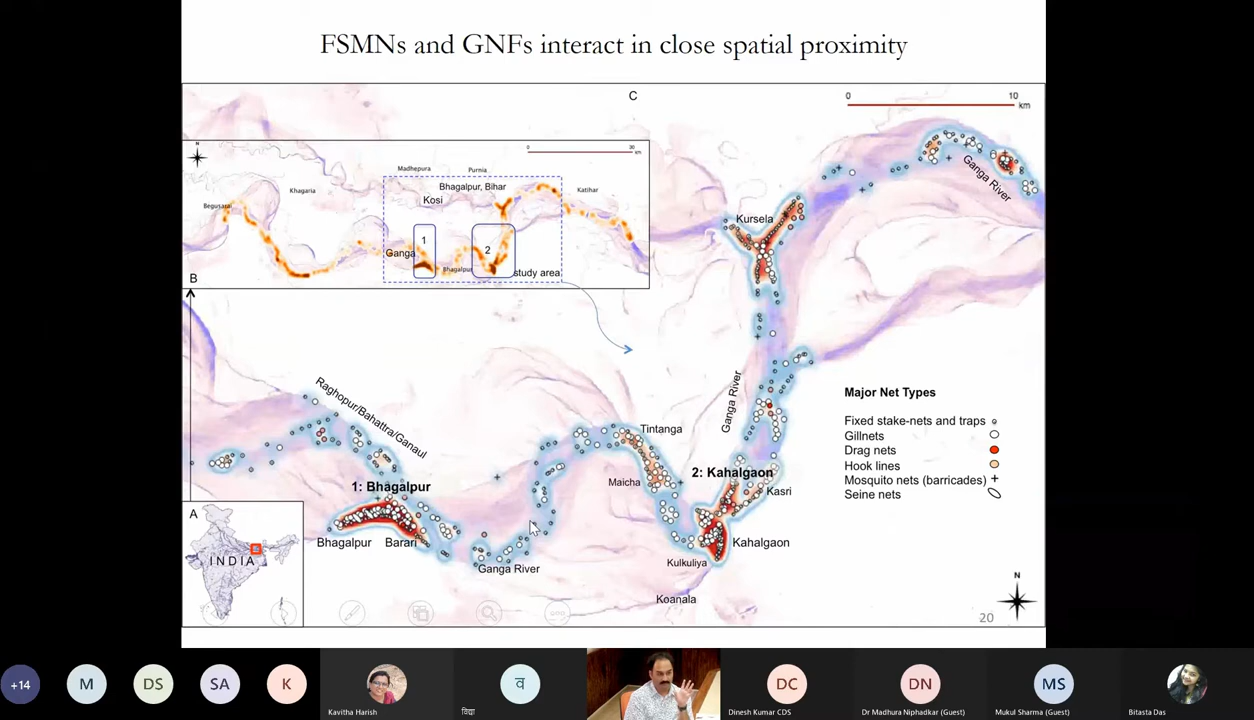 FSMNs and GNFs interact in close spatial proximity
C
0
10
km
N
0
30
km
Madhepura
Purnia
Khagaria
Bhagalpur, Bihar
Katihar
Kosi
Begusarai
1
2
Ganga
Bhagalpur
study area
B
Ganga River
Kursela
Raghopur/Bahattra/Ganaul
Ganga River
Major Net Types
Fixed stake-nets and traps
Gillnets
Drag nets
Hook lines
Mosquito nets (barricades)
Seine nets
Tintanga
Maicha
1: Bhagalpur
2: Kahalgaon
Kasri
Bhagalpur
Barari
Kahalgaon
Kulkuliya
Ganga River
Koanala
A
INDIA
N
20
+14
M
DS
SA
K
Kavitha Harish
व
विद्या
DC
Dinesh Kumar CDS
DN
Dr Madhura Niphadkar (Guest)
MS
Mukul Sharma (Guest)
Bitasta Das